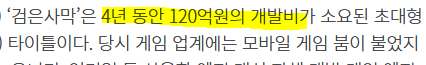 ‘검은사막’은 4년 동안 120억원의 개발비가 소요된 초대형
) 타이틀이다. 당시 게임 업계에는 모바일 게임 붐이 불었지